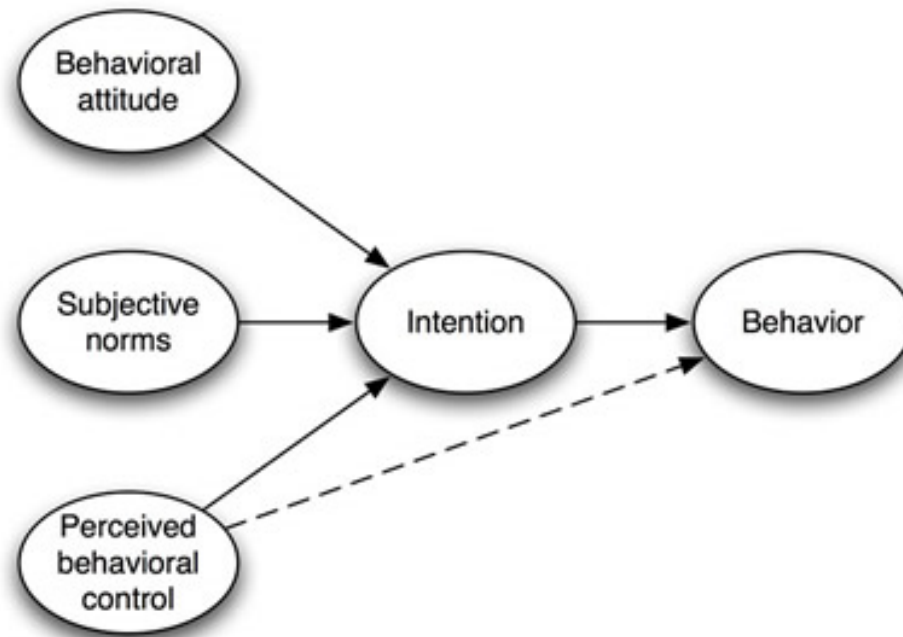 Behavioral
attitude
Subjective
norms
Intention
Behavior
Perceived
behavioral
control